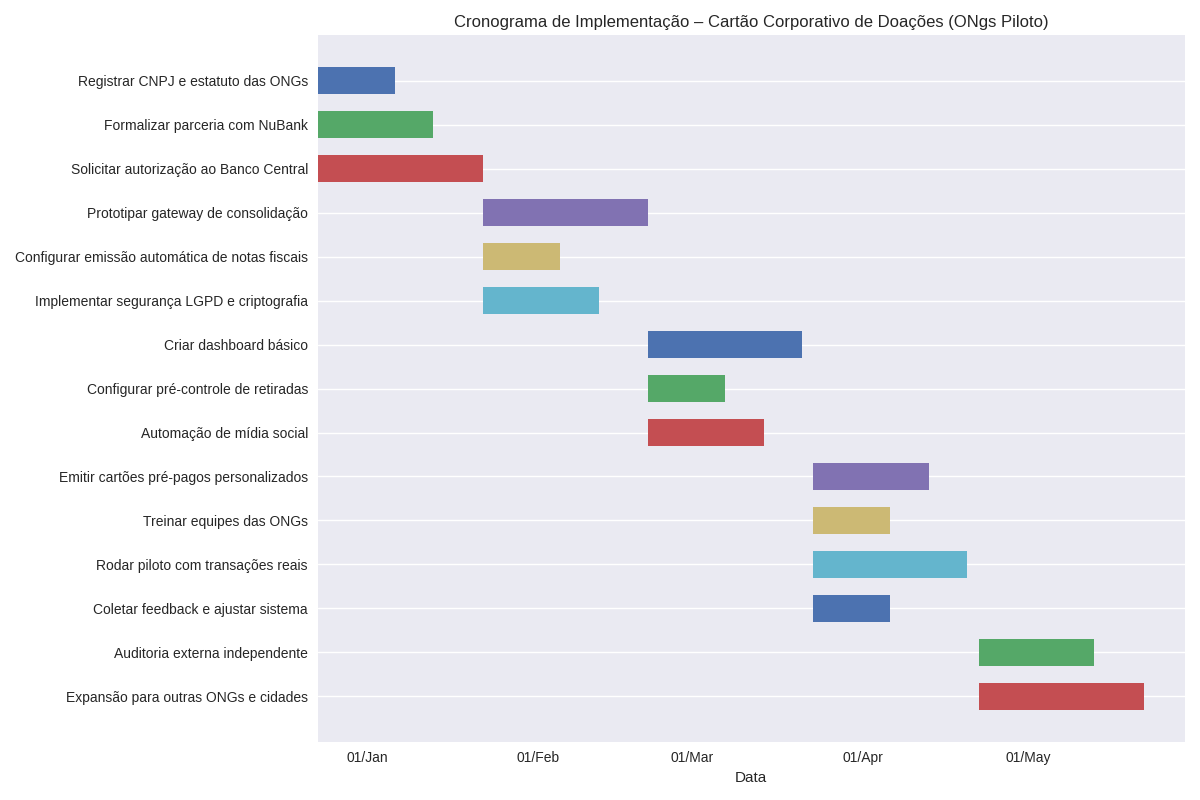 Cronograma de Implementação – Cartão Corporativo de Doações (ONgs Piloto)
Registrar CNPJ e estatuto das ONGs
Formalizar parceria com NuBank
Solicitar autorização ao Banco Central
Prototipar gateway de consolidação
Configurar emissão automática de notas fiscais
Implementar segurança LGPD e criptografia
Criar dashboard básico
Configurar pré-controle de retiradas
Automação de mídia social
Emitir cartões pré-pagos personalizados
Treinar equipes das ONGs
Rodar piloto com transações reais
Coletar feedback e ajustar sistema
Auditoria externa independente
Expansão para outras ONGs e cidades
01/Jan 01/Feb 01/Mar 01/Apr 01/May
Data